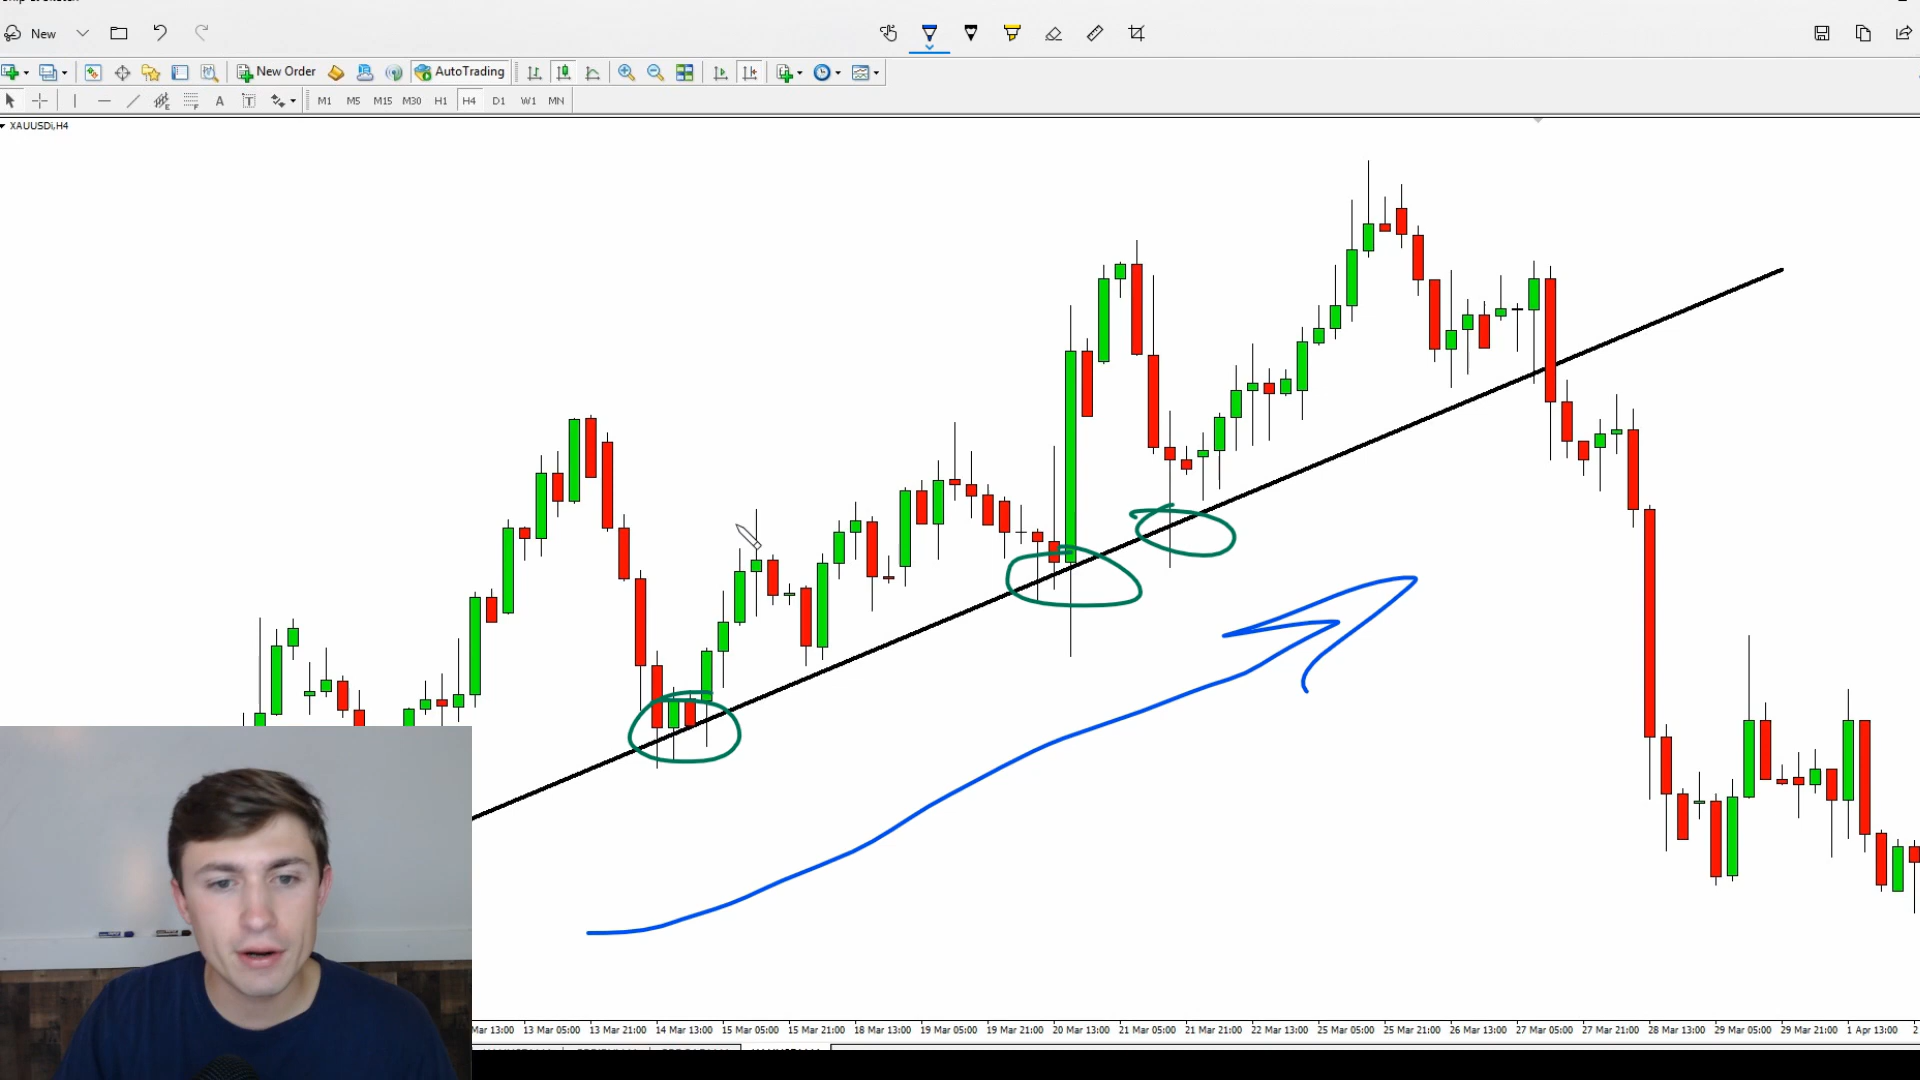 New
New Order
AutoTrading
A
T
M1 M5 M15 M30 H1 H4 D1 W1 MN
XAUUSDi,H4
Mar 13:00 13 Mar 05:00 13 Mar 21:00 14 Mar 13:00 15 Mar 05:00 15 Mar 21:00 18 Mar 13:00 19 Mar 05:00 19 Mar 21:00 20 Mar 13:00 21 Mar 05:00 21 Mar 21:00 22 Mar 13:00 25 Mar 05:00 25 Mar 21:00 26 Mar 13:00 27 Mar 05:00 27 Mar 21:00 28 Mar 13:00 29 Mar 05:00 29 Mar 21:00 1 Apr 13:00 2